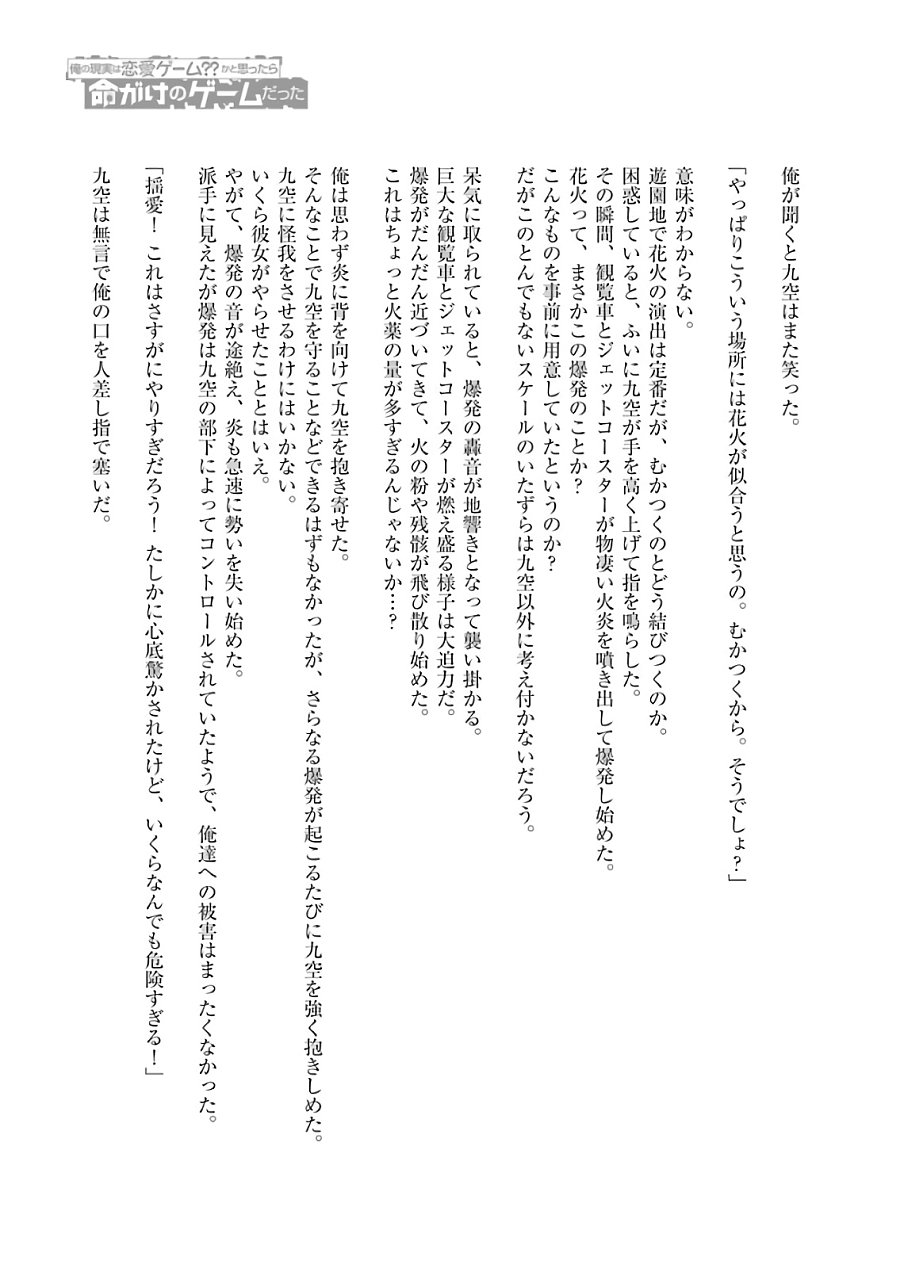 俺の現実は恋愛ゲーム??かと思ったら
命がけのゲームだった
俺が聞くと九空はまた笑った。
「やっぱりこういう場所には花火が似合うと思うの。むかつくから。そうでしょ?」
意味がわからない。
遊園地で花火の演出は定番だが、むかつくのとどう結びつくのか。
困惑していると、ふいに九空が手を高く上げて指を鳴らした。
その瞬間、観覧車とジェットコースターが物凄い火炎を噴き出して爆発し始めた。
花火って、まさかこの爆発のことか?
こんなものを事前に用意していたというのか?
だがこのとんでもないスケールのいたずらは九空以外に考え付かないだろう。
呆気に取られていると、爆発の轟音が地響きとなって襲い掛かる。
巨大な観覧車とジェットコースターが燃え盛る様子は大迫力だ。
爆発がだんだん近づいてきて、火の粉や残骸が飛び散り始めた。
これはちょっと火薬の量が多すぎるんじゃないか…?
俺は思わず炎に背を向けて九空を抱き寄せた。
そんなことで九空を守ることなどできるはずもなかったが、さらなる爆発が起こるたびに九空を強く抱きしめた。
九空に怪我をさせるわけにはいかない。
いくら彼女がやらせたこととはいえ。
やがて、爆発の音が途絶え、炎も急速に勢いを失い始めた。
派手に見えたが爆発は九空の部下によってコントロールされていたようで、俺達への被害はまったくなかった。
「揺愛! これはさすがにやりすぎだろう! たしかに心底驚かされたけど、いくらなんでも危険すぎる!」
九空は無言で俺の口を人差し指で塞いだ。